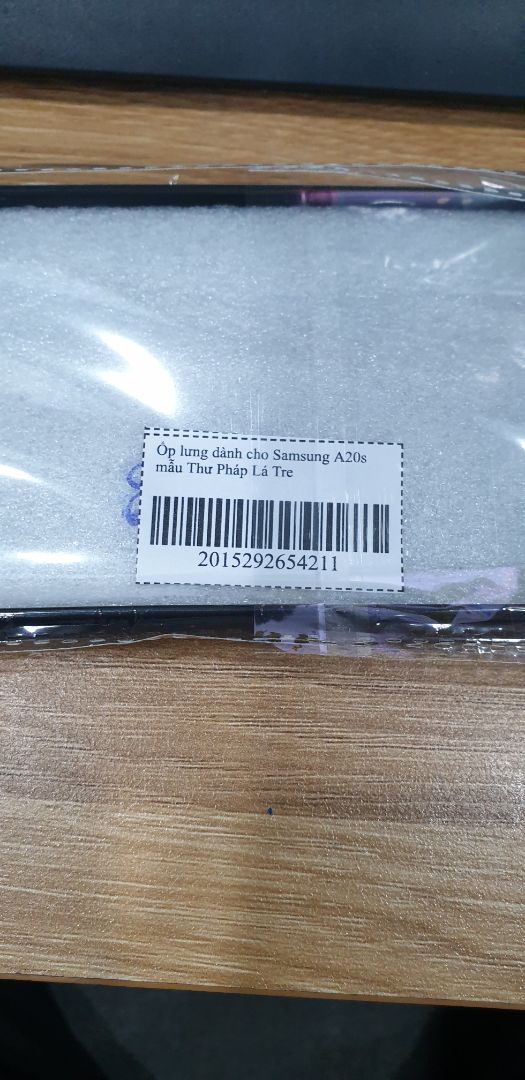 Ốp lưng dành cho Samsung A20s
mẫu Thư Pháp Lá Tre
2015292654211